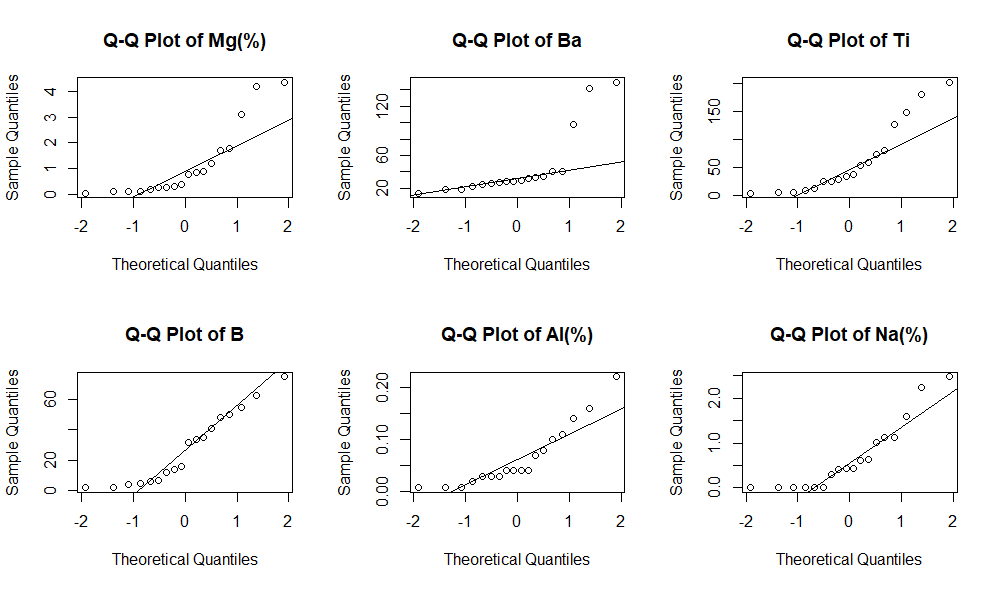 Q-Q Plot of Mg(%)
Sample Quantiles
0 1 2 3 4
-2 -1 0 1 2
Theoretical Quantiles
Q-Q Plot of Ba
Sample Quantiles
20 60 120
-2 -1 0 1 2
Theoretical Quantiles
Q-Q Plot of Ti
Sample Quantiles
0 50 150
-2 -1 0 1 2
Theoretical Quantiles
Q-Q Plot of B
Sample Quantiles
0 20 60
-2 -1 0 1 2
Theoretical Quantiles
Q-Q Plot of Al(%)
Sample Quantiles
0.00 0.10 0.20
-2 -1 0 1 2
Theoretical Quantiles
Q-Q Plot of Na(%)
Sample Quantiles
0.0 1.0 2.0
-2 -1 0 1 2
Theoretical Quantiles